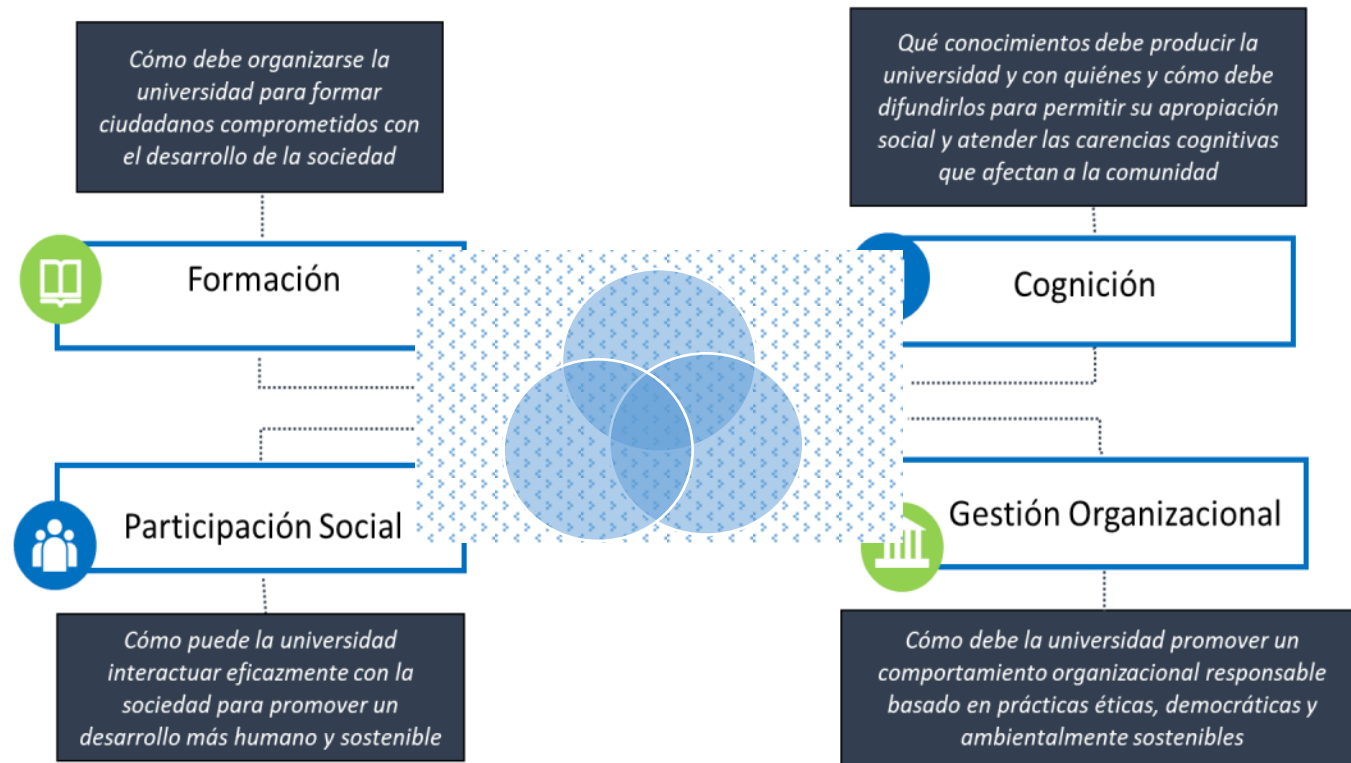 Cómo debe organizarse la
universidad para formar
ciudadanos comprometidos con
el desarrollo de la sociedad
Qué conocimientos debe producir la
universidad y con quiénes y cómo debe
difundirlos para permitir su apropiación
social y atender las carencias cognitivas
que afectan a la comunidad
Formación
Cognición
Participación Social
Gestión Organizacional
Cómo puede la universidad
interactuar eficazmente con la
sociedad para promover un
desarrollo más humano y sostenible
Cómo debe la universidad promover un
comportamiento organizacional responsable
basado en prácticas éticas, democráticas y
ambientalmente sostenibles